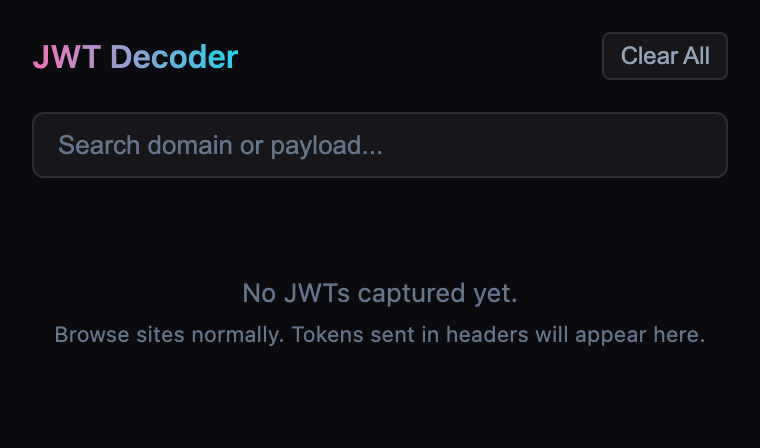 JWT Decoder
Clear All
Search domain or payload...
No JWTs captured yet.
Browse sites normally. Tokens sent in headers will appear here.